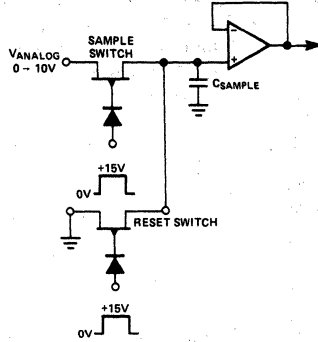 SAMPLE
SWITCH
VANALOG
0 → 10V
−
+
CSAMPLE
+15V
0V
RESET SWITCH
+15V
0V